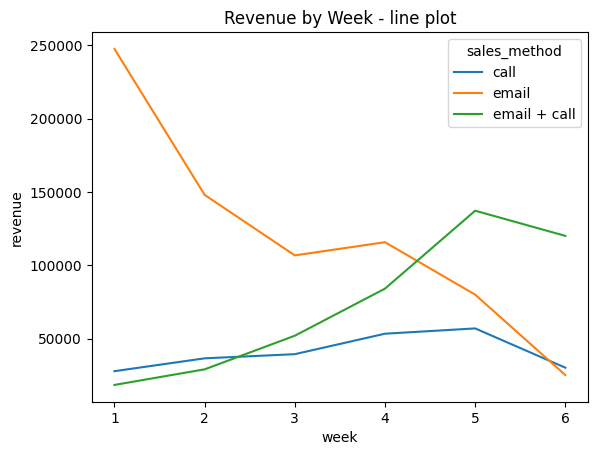 Revenue by Week - line plot
sales_method
call
email
email + call
revenue
250000
200000
150000
100000
50000
1 2 3 4 5 6
week